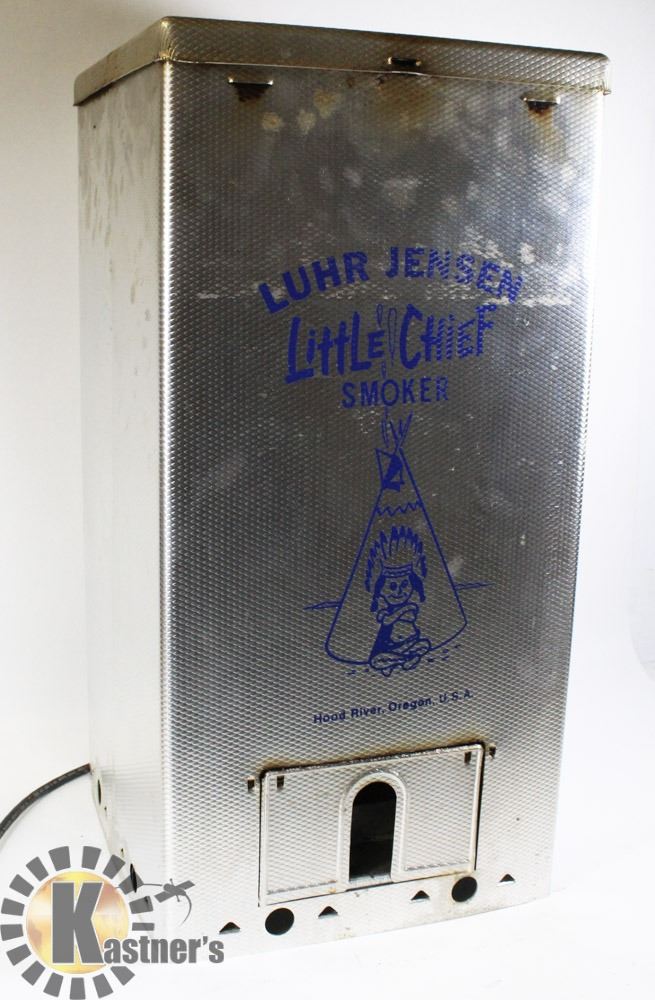 LUHR JENSEN
LittLE CHiEF
SMOKER
Hood River, Oregon, U.S.A.
Kastner's